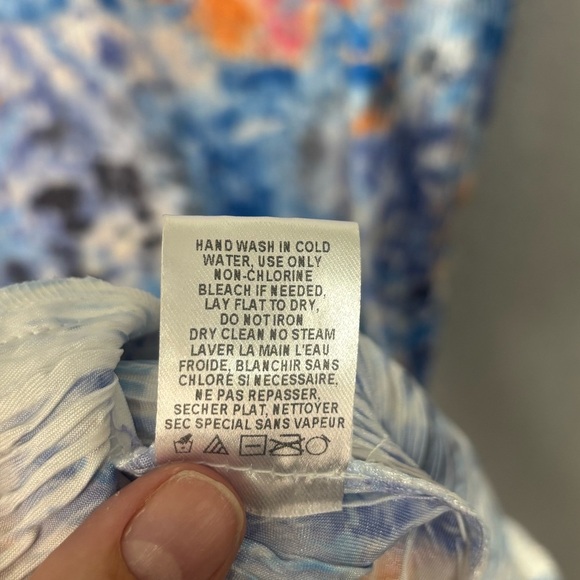 HAND WASH IN COLD
WATER, USE ONLY
NON-CHLORINE
BLEACH IF NEEDED,
LAY FLAT TO DRY,
DO NOT IRON
DRY CLEAN NO STEAM
LAVER LA MAIN L'EAU
FROIDE, BLANCHIR SANS
CHLORE SI NECESSAIRE,
NE PAS REPASSER,
SECHER PLAT, NETTOYER
SEC SPECIAL SANS VAPEUR